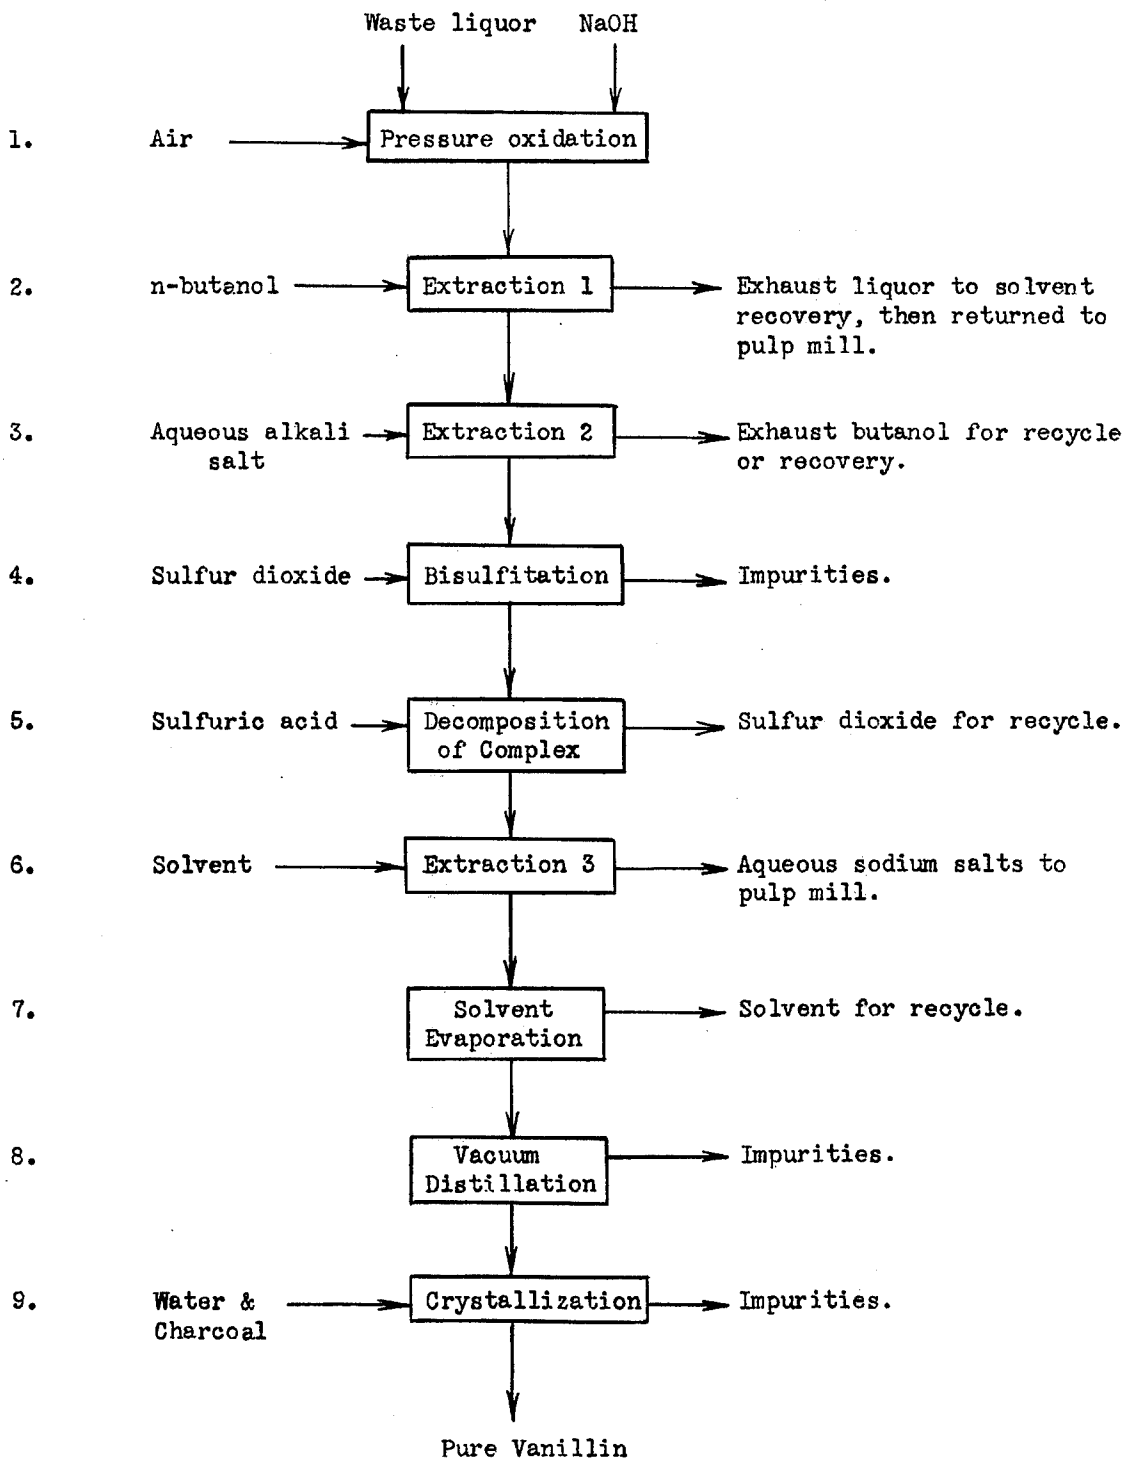 Waste liquor NaOH
1. Air Pressure oxidation
2. n-butanol Extraction 1 Exhaust liquor to solvent
recovery, then returned to
pulp mill.
3. Aqueous alkali Extraction 2 Exhaust butanol for recycle
salt or recovery.
4. Sulfur dioxide Bisulfitation Impurities.
5. Sulfuric acid Decomposition Sulfur dioxide for recycle.
of Complex
6. Solvent Extraction 3 Aqueous sodium salts to
pulp mill.
7. Solvent Solvent for recycle.
Evaporation
8. Vacuum Impurities.
Distillation
9. Water & Crystallization Impurities.
Charcoal
Pure Vanillin